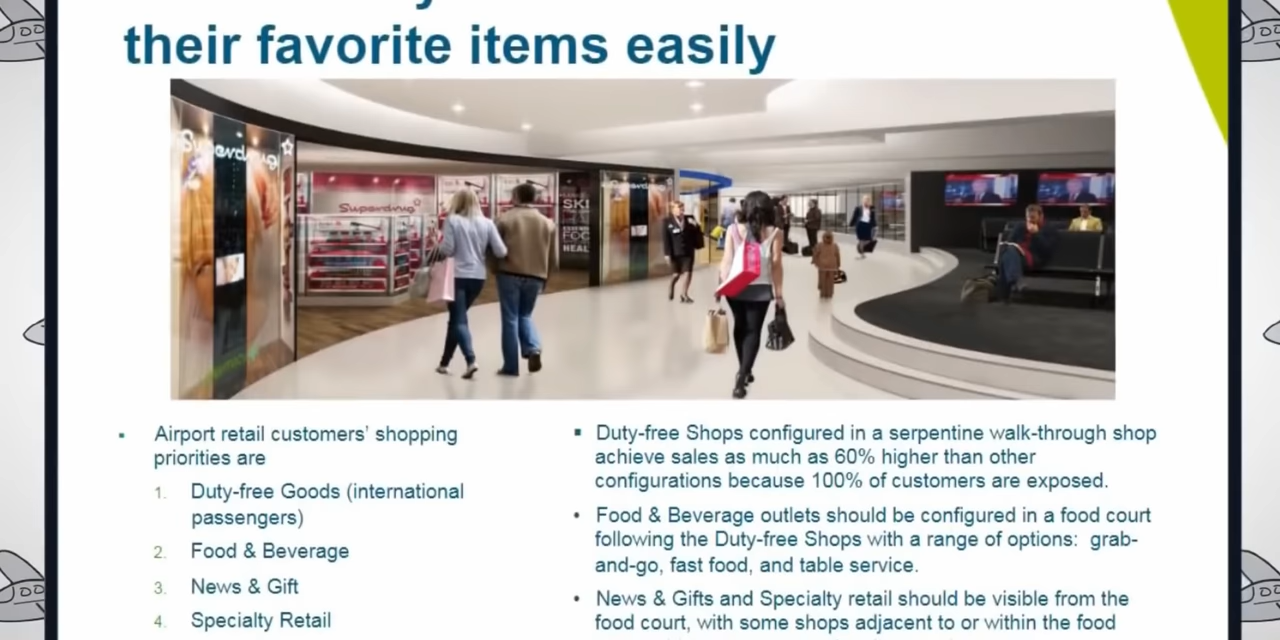 their favorite items easily
Superdrug
Superdrug
Superdrug
SKI
FOC
HEAL
▪ Airport retail customers’ shopping
priorities are
1. Duty-free Goods (international
passengers)
2. Food & Beverage
3. News & Gift
4. Specialty Retail
▪ Duty-free Shops configured in a serpentine walk-through shop
achieve sales as much as 60% higher than other
configurations because 100% of customers are exposed.
• Food & Beverage outlets should be configured in a food court
following the Duty-free Shops with a range of options:  grab-
and-go, fast food, and table service.
• News & Gifts and Specialty retail should be visible from the
food court, with some shops adjacent to or within the food